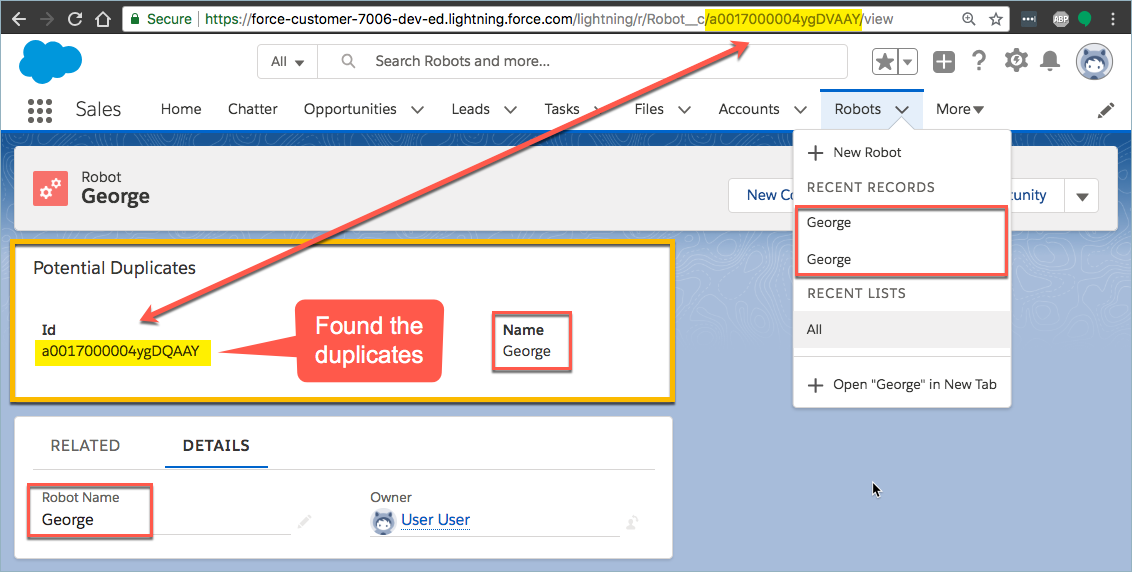 Secure https://force-customer-7006-dev-ed.lightning.force.com/lightning/r/Robot__c/a0017000004ygDVAAY/view
ABP
All Search Robots and more...
Sales Home Chatter Opportunities Leads Tasks Files Accounts Robots More
New Robot
Robot
George
RECENT RECORDS
New Co
unity
George
George
Potential Duplicates
RECENT LISTS
Id
Found the
duplicates
Name
All
a0017000004ygDQAAY
George
Open "George" in New Tab
RELATED DETAILS
Robot Name Owner
George User User